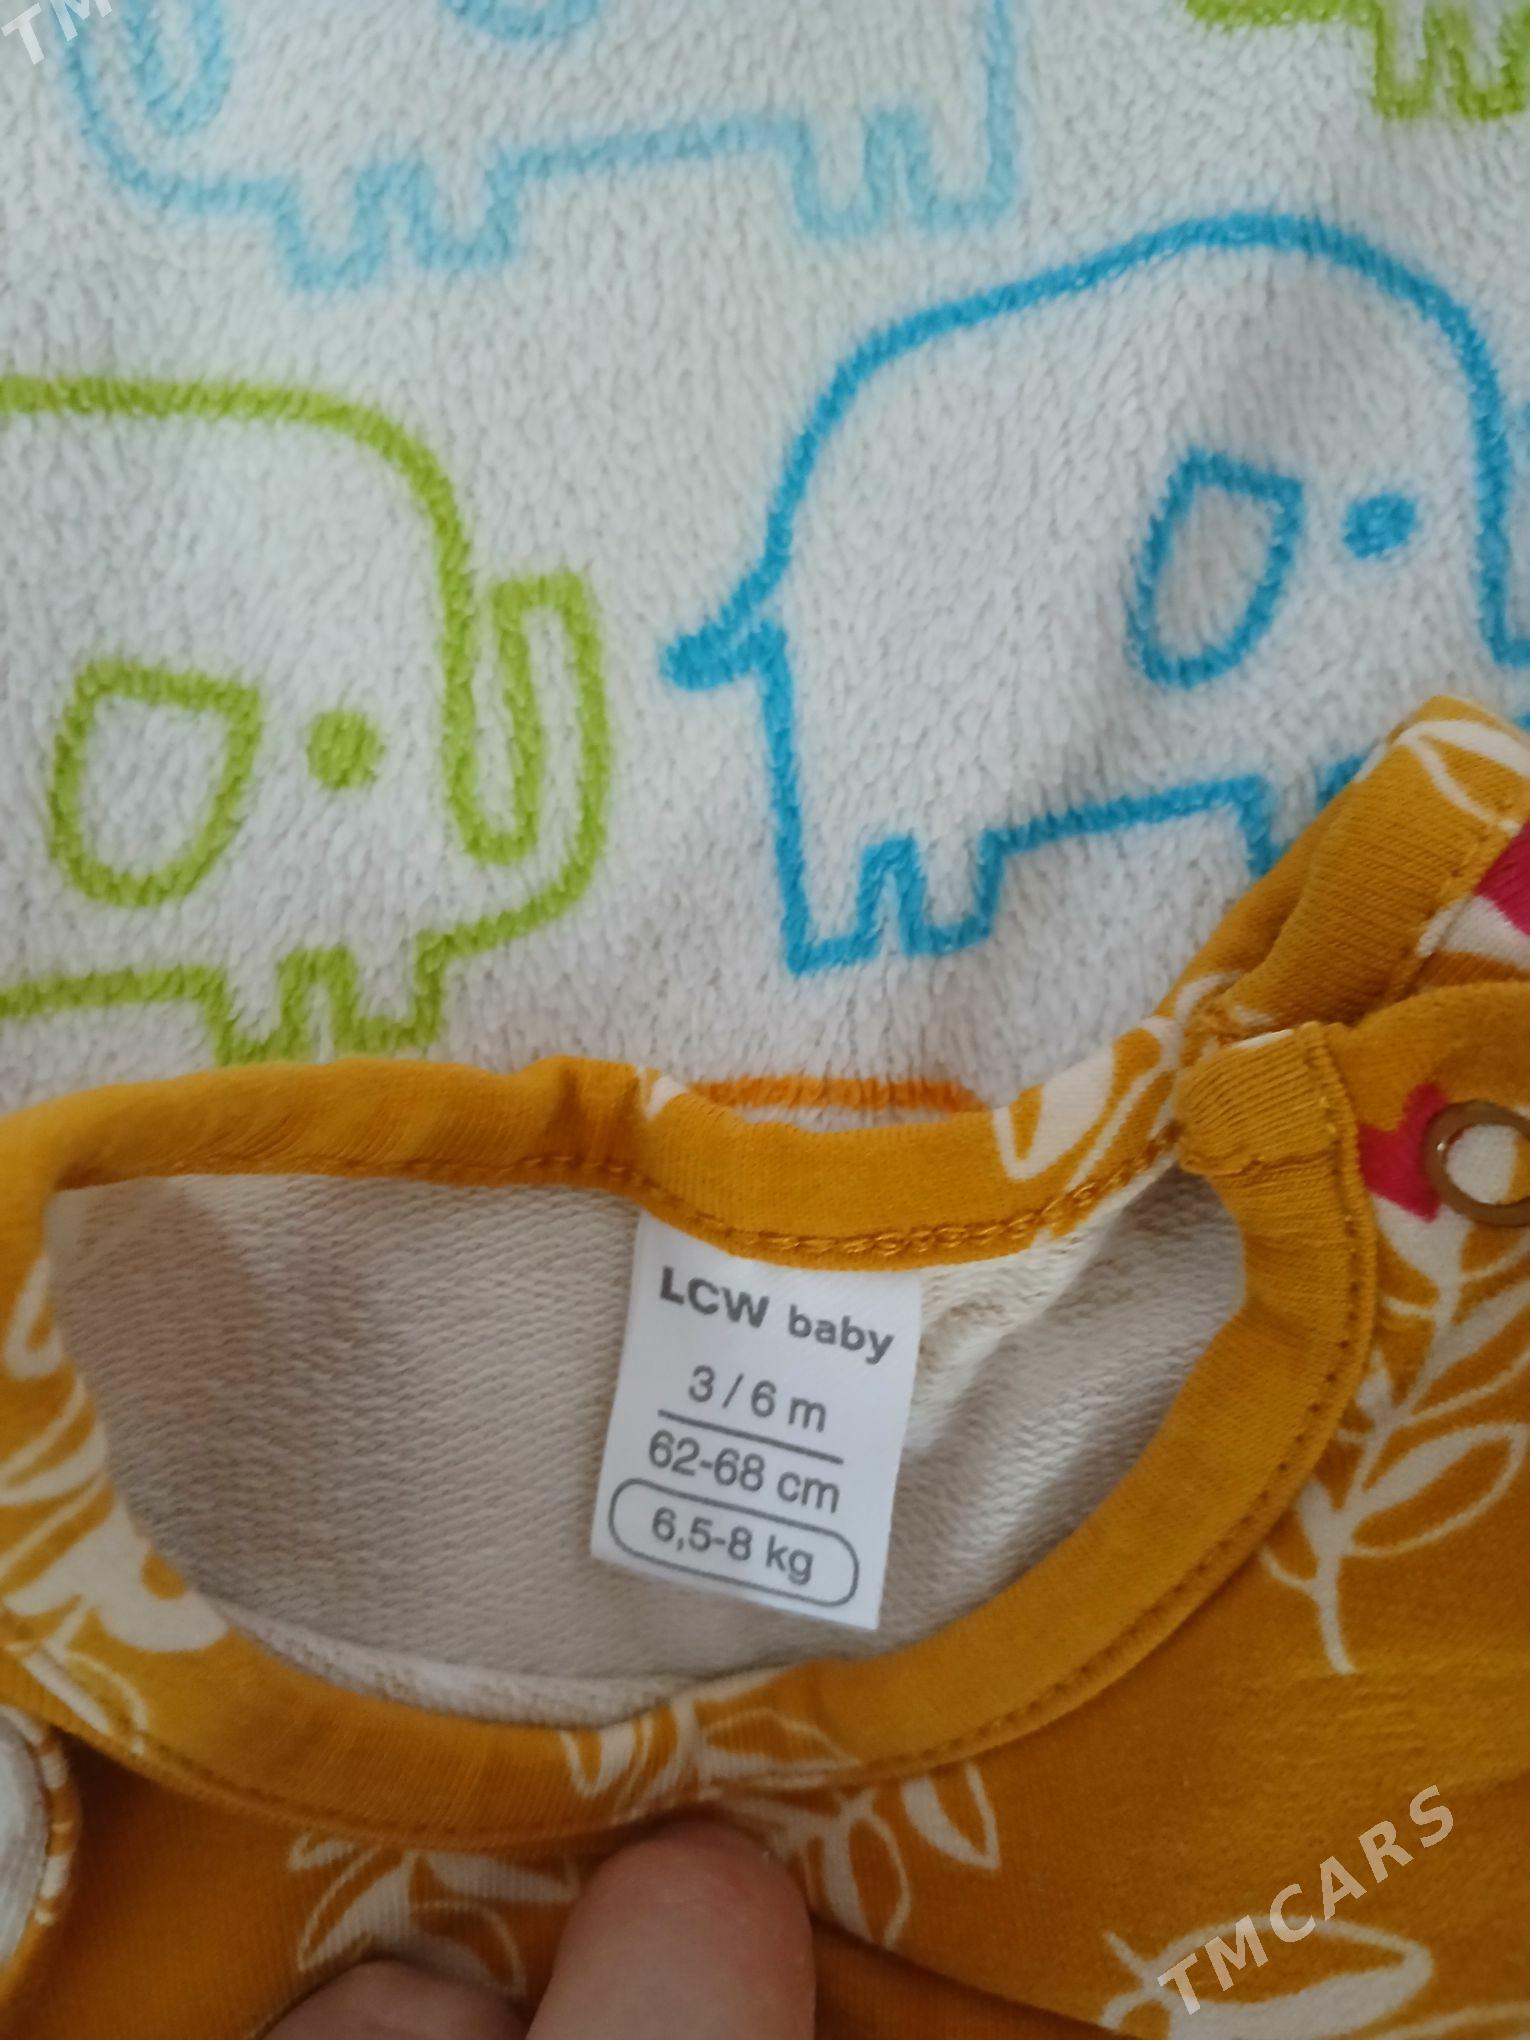 TM
LCW baby
3 / 6 m
62-68 cm
6,5-8 kg
TMCARS